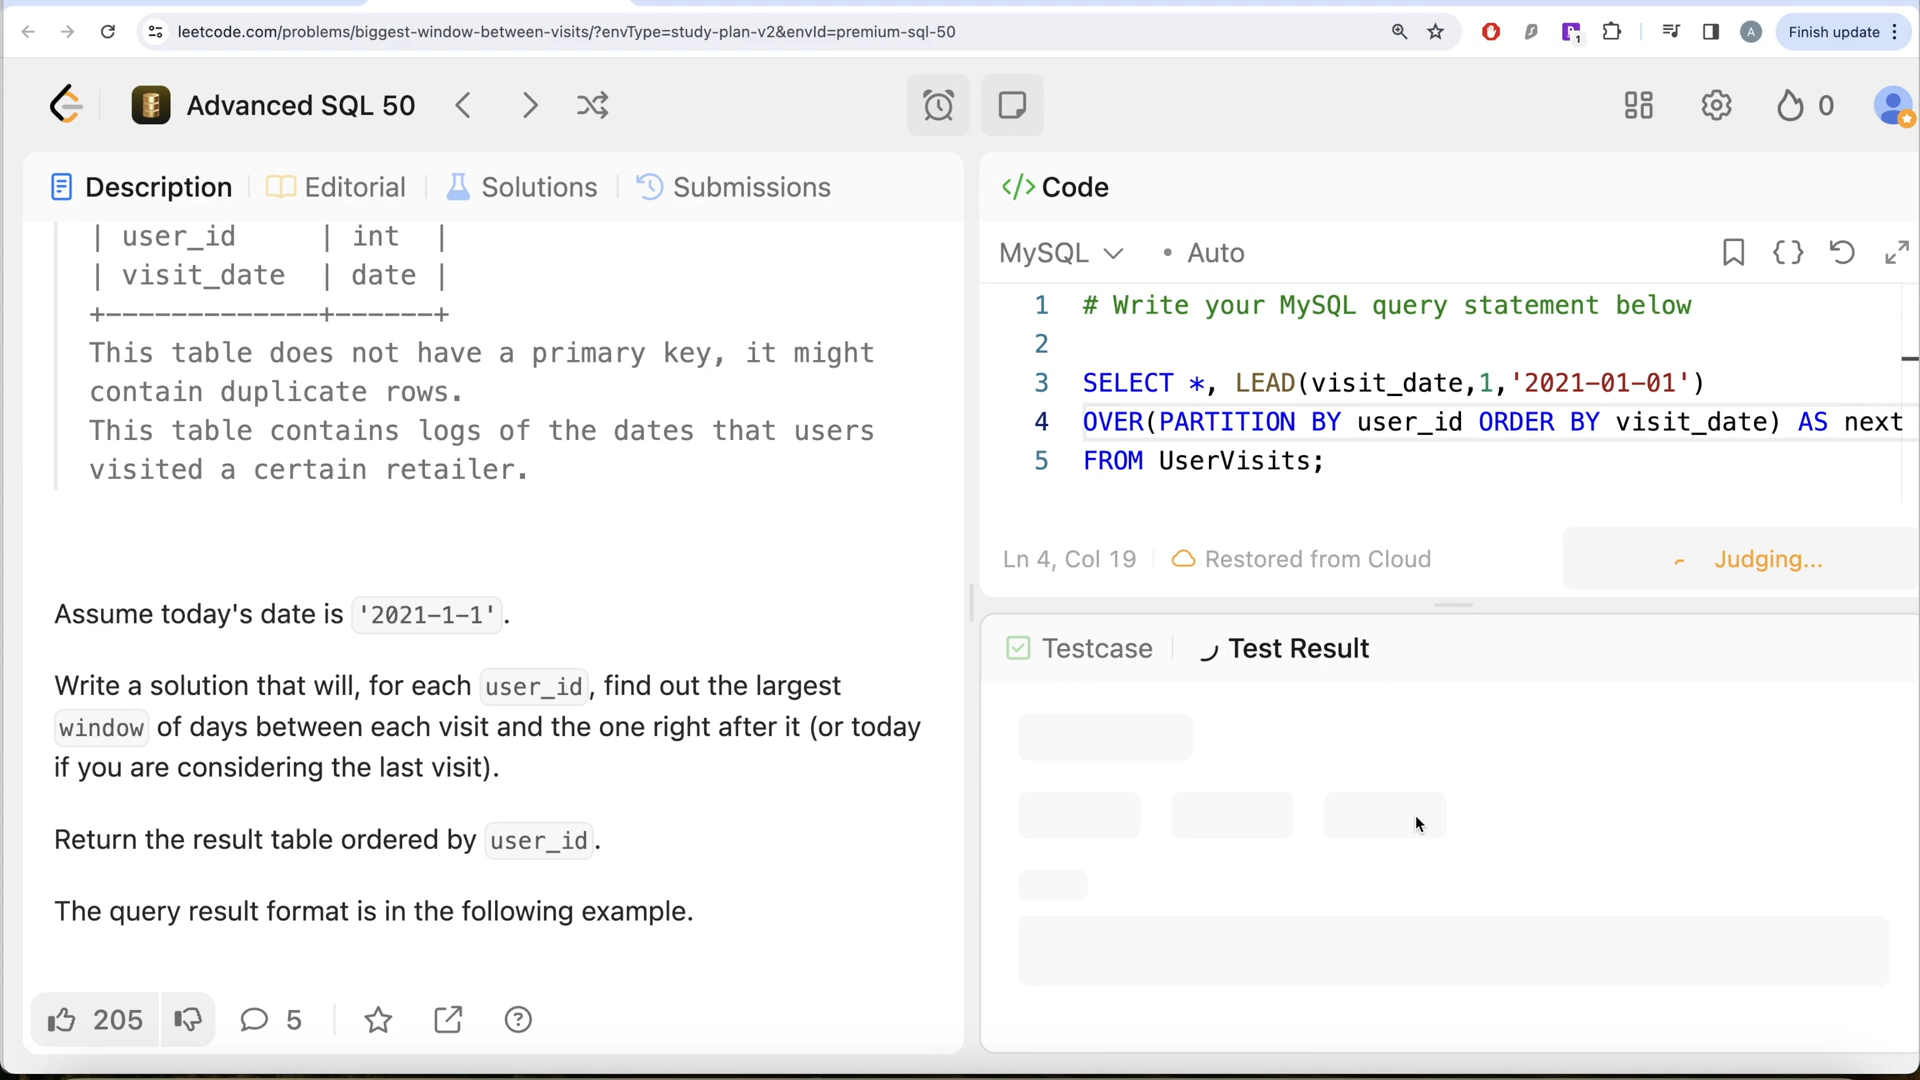 leetcode.com/problems/biggest-window-between-visits/?envType=study-plan-v2&envId=premium-sql-50
1
A
Finish update
Advanced SQL 50
0
Description
Editorial
Solutions
Submissions
| user_id | int |
| visit_date | date |
+-------------+------+
This table does not have a primary key, it might
contain duplicate rows.
This table contains logs of the dates that users
visited a certain retailer.
Assume today's date is '2021-1-1'.
Write a solution that will, for each user_id, find out the largest
window of days between each visit and the one right after it (or today
if you are considering the last visit).
Return the result table ordered by user_id.
The query result format is in the following example.
205
5
</> Code
MySQL
• Auto
1 # Write your MySQL query statement below
2
3 SELECT *, LEAD(visit_date,1,'2021-01-01')
4 OVER(PARTITION BY user_id ORDER BY visit_date) AS next
5 FROM UserVisits;
Ln 4, Col 19
Restored from Cloud
Judging...
Testcase
Test Result